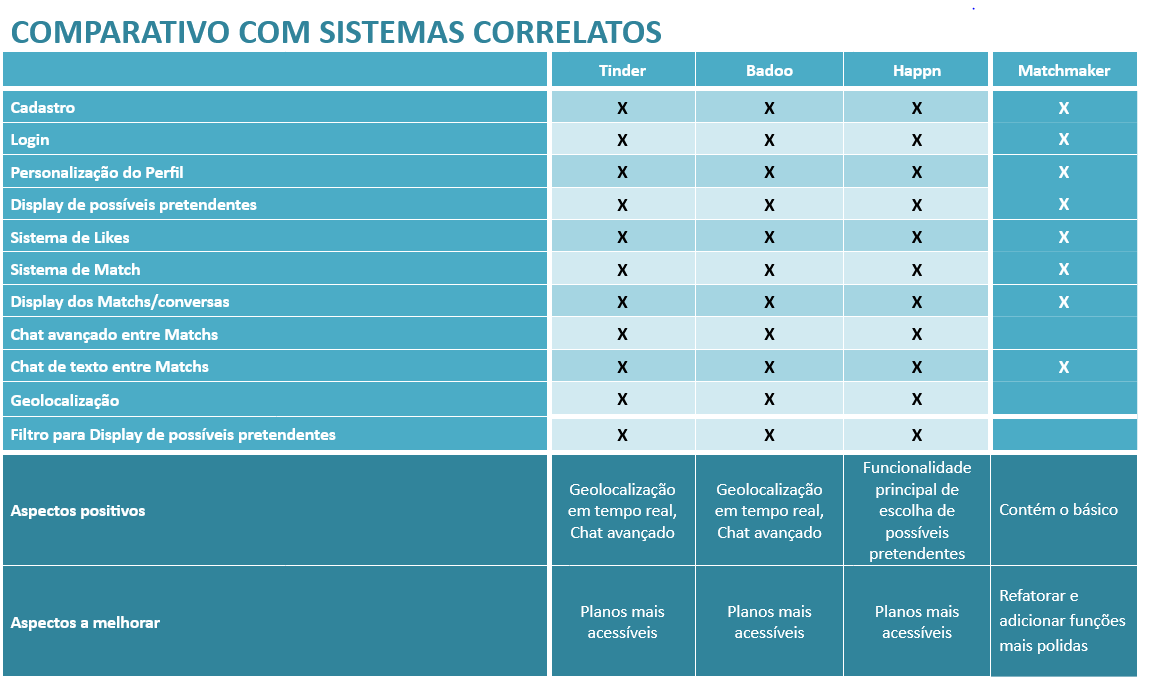 COMPARATIVO COM SISTEMAS CORRELATOS
Tinder Badoo Happn Matchmaker
Cadastro X X X X
Login X X X X
Personalização do Perfil X X X X
Display de possíveis pretendentes X X X X
Sistema de Likes X X X X
Sistema de Match X X X X
Display dos Matchs/conversas X X X X
Chat avançado entre Matchs X X X
Chat de texto entre Matchs X X X X
Geolocalização X X X
Filtro para Display de possíveis pretendentes X X X
Aspectos positivos
Geolocalização
em tempo real,
Chat avançado
Geolocalização
em tempo real,
Chat avançado
Funcionalidade
principal de
escolha de
possíveis
pretendentes
Contém o básico
Aspectos a melhorar
Planos mais
acessíveis
Planos mais
acessíveis
Planos mais
acessíveis
Refatorar e
adicionar funções
mais polidas